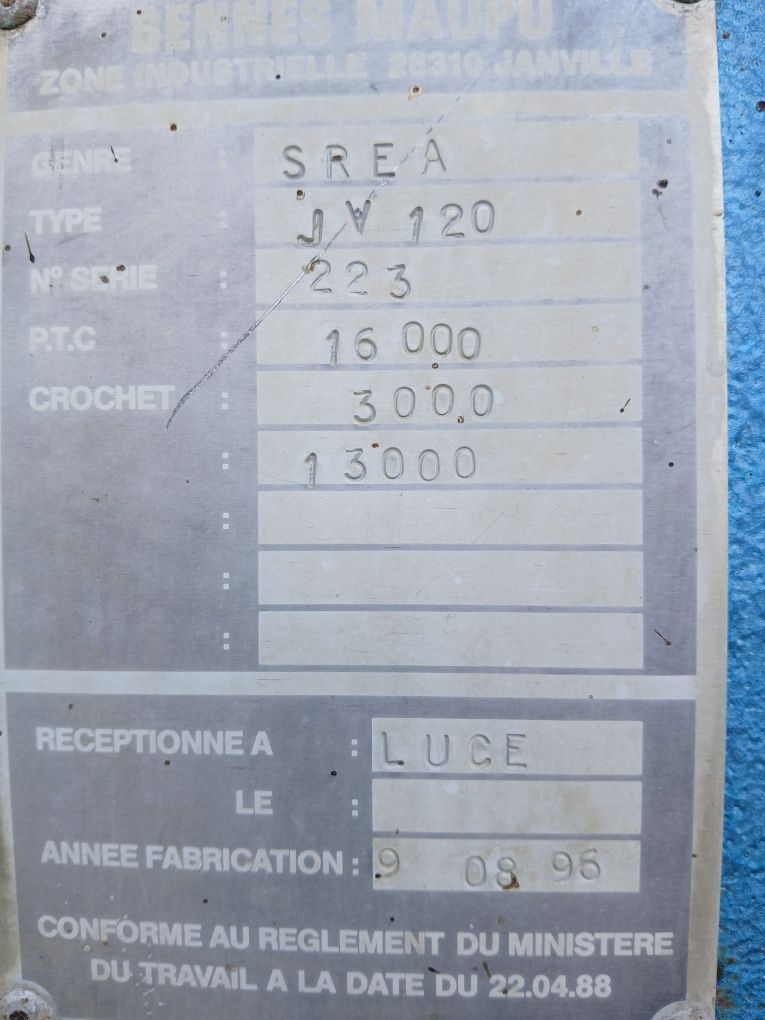 BENNES MAUPU
ZONE INDUSTRIELLE 28310 JANVILLE
GENRE : SREA
TYPE : JV 120
N° SERIE : 223
P.T.C : 16 000
CROCHET : 3000
: 13000
:
:
:
RECEPTIONNE A : LUCE
LE :
ANNEE FABRICATION : 9 08 96
CONFORME AU REGLEMENT DU MINISTERE
DU TRAVAIL A LA DATE DU 22.04.88